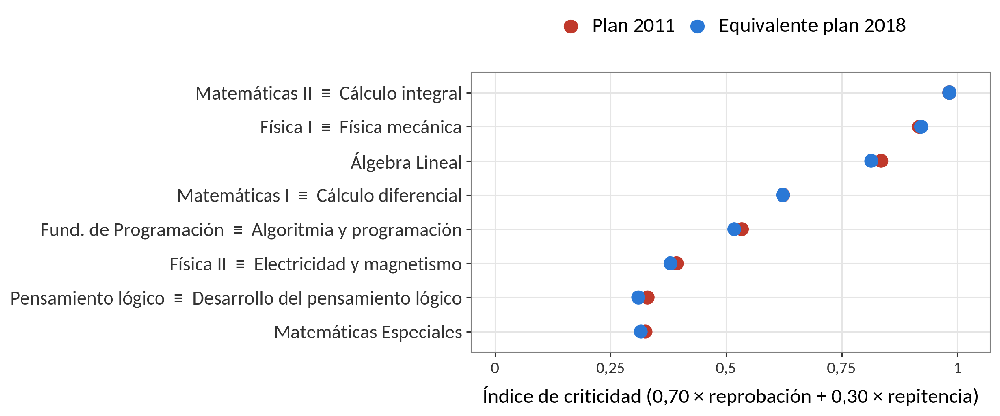 Plan 2011 Equivalente plan 2018
Matemáticas II ≡ Cálculo integral
Física I ≡ Física mecánica
Álgebra Lineal
Matemáticas I ≡ Cálculo diferencial
Fund. de Programación ≡ Algoritmia y programación
Física II ≡ Electricidad y magnetismo
Pensamiento lógico ≡ Desarrollo del pensamiento lógico
Matemáticas Especiales
0 0,25 0,5 0,75 1
Índice de criticidad (0,70 × reprobación + 0,30 × repitencia)